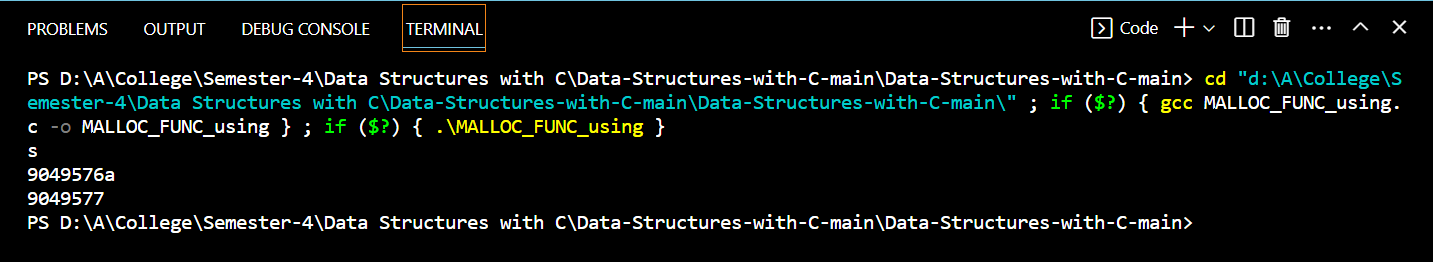 PROBLEMS OUTPUT DEBUG CONSOLE TERMINAL Code
PS D:\A\College\Semester-4\Data Structures with C\Data-Structures-with-C-main\Data-Structures-with-C-main> cd "d:\A\College\S
emester-4\Data Structures with C\Data-Structures-with-C-main\Data-Structures-with-C-main\" ; if ($?) { gcc MALLOC_FUNC_using.
c -o MALLOC_FUNC_using } ; if ($?) { .\MALLOC_FUNC_using }
s
9049576a
9049577
PS D:\A\College\Semester-4\Data Structures with C\Data-Structures-with-C-main\Data-Structures-with-C-main>